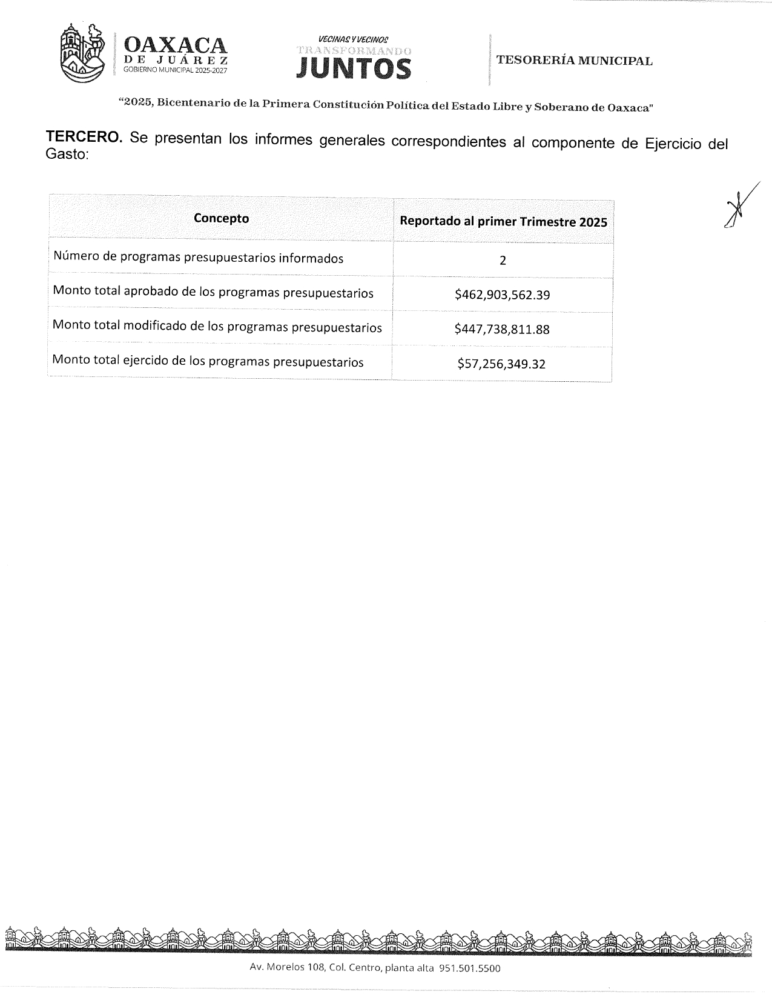 OAXACA
DE JUÁREZ
GOBIERNO MUNICIPAL 2025-2027
VECINAS Y VECINOS
TRANSFORMANDO
JUNTOS
TESORERÍA MUNICIPAL
“2025, Bicentenario de la Primera Constitución Política del Estado Libre y Soberano de Oaxaca"
TERCERO. Se presentan los informes generales correspondientes al componente de Ejercicio del
Gasto:
Concepto Reportado al primer Trimestre 2025
Número de programas presupuestarios informados 2
Monto total aprobado de los programas presupuestarios $462,903,562.39
Monto total modificado de los programas presupuestarios $447,738,811.88
Monto total ejercido de los programas presupuestarios $57,256,349.32
Av. Morelos 108, Col. Centro, planta alta 951.501.5500